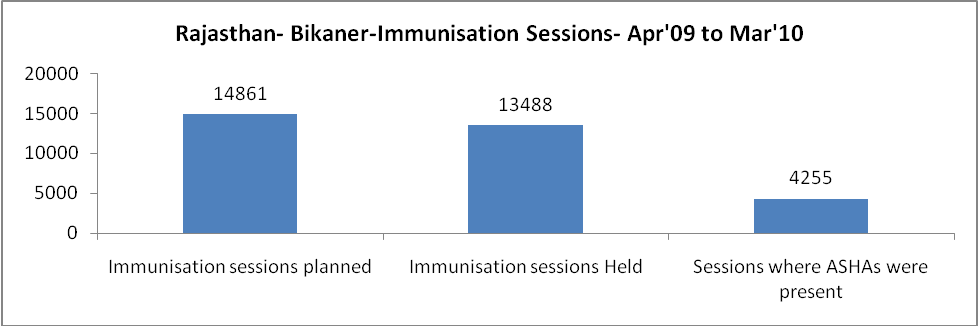 Rajasthan- Bikaner-Immunisation Sessions- Apr'09 to Mar'10
20000
15000
10000
5000
0
14861
13488
4255
Immunisation sessions planned
Immunisation sessions Held
Sessions where ASHAs were
present